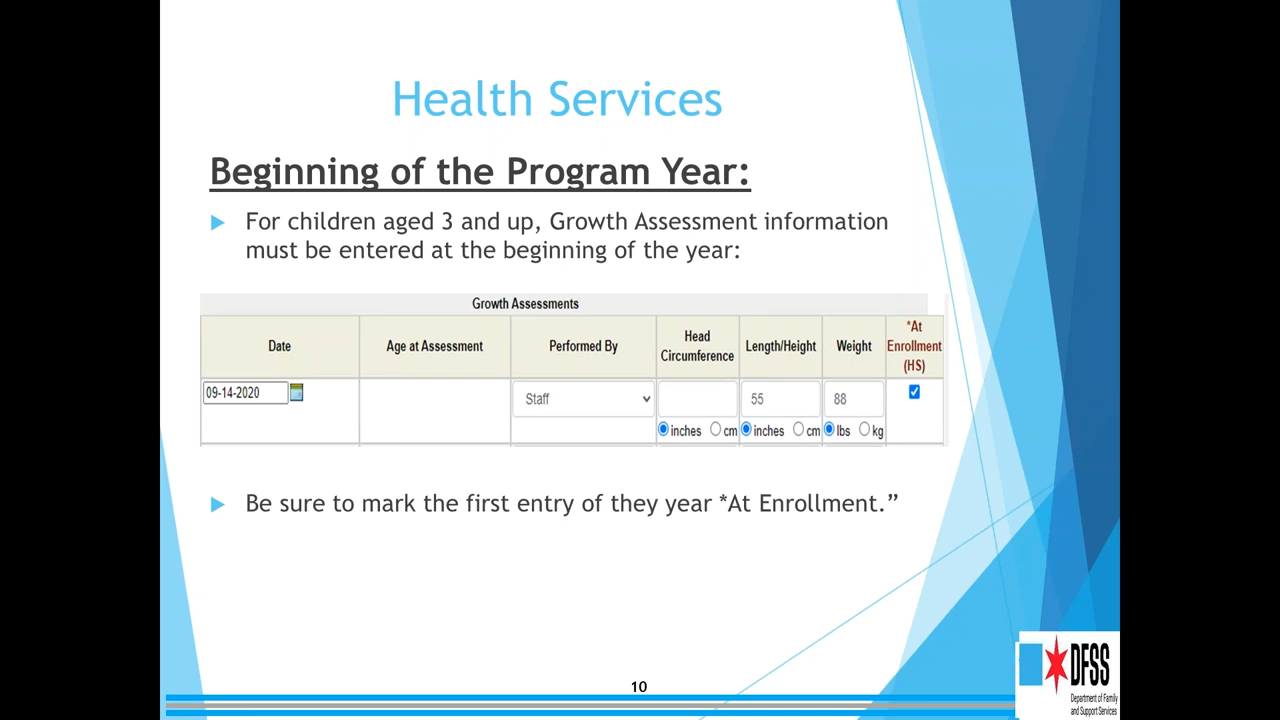 Health Services
Beginning of the Program Year:
For children aged 3 and up, Growth Assessment information
must be entered at the beginning of the year:
Growth Assessments
Date
Age at Assessment
Performed By
Head
Circumference
Length/Height
Weight
*At
Enrollment
(HS)
09-14-2020
Staff
55
88
inches cm inches cm lbs kg
Be sure to mark the first entry of they year *At Enrollment.”
10
DFSS
Department of Family
and Support Services